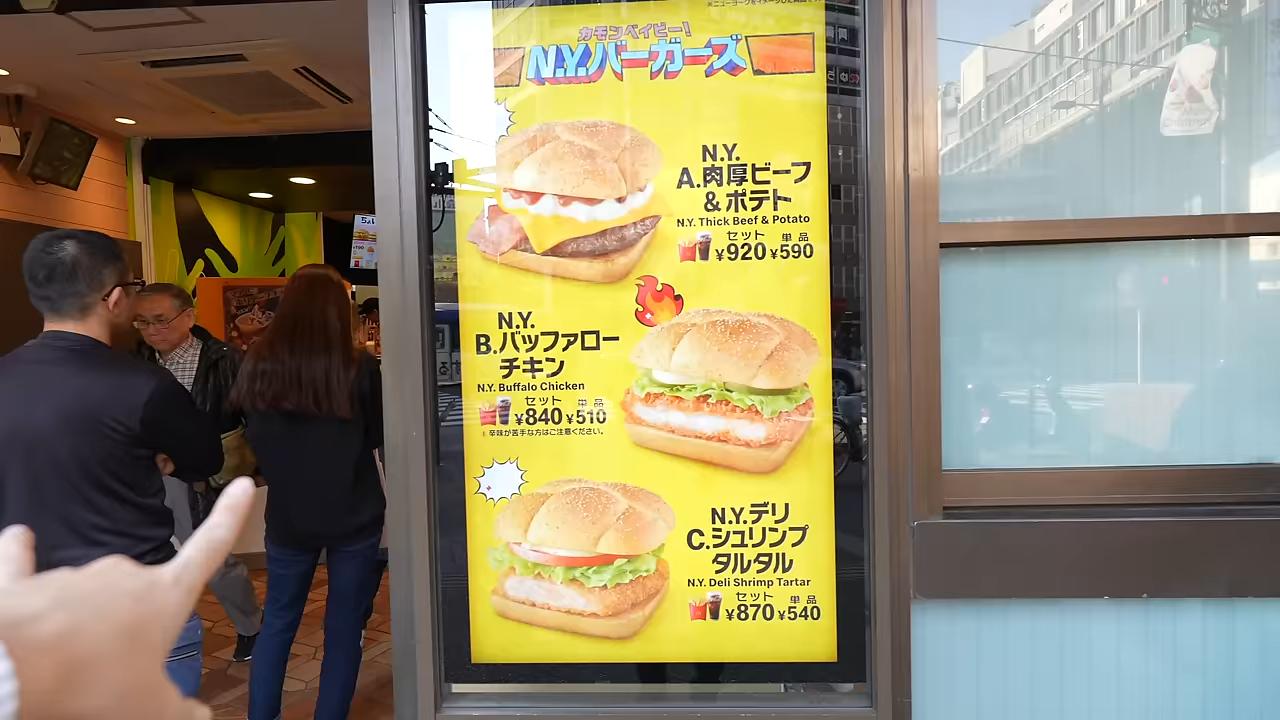 カモンベイビー!
N.Y.バーガーズ
N.Y.
A.肉厚ビーフ
&ポテト
N.Y. Thick Beef & Potato
セット 単品
¥920 ¥590
N.Y.
B.バッファロー
チキン
N.Y. Buffalo Chicken
セット 単品
¥840 ¥510
! 辛味が苦手な方はご注意ください。
N.Y.デリ
C.シュリンプ
タルタル
N.Y. Deli Shrimp Tartar
セット 単品
¥870 ¥540